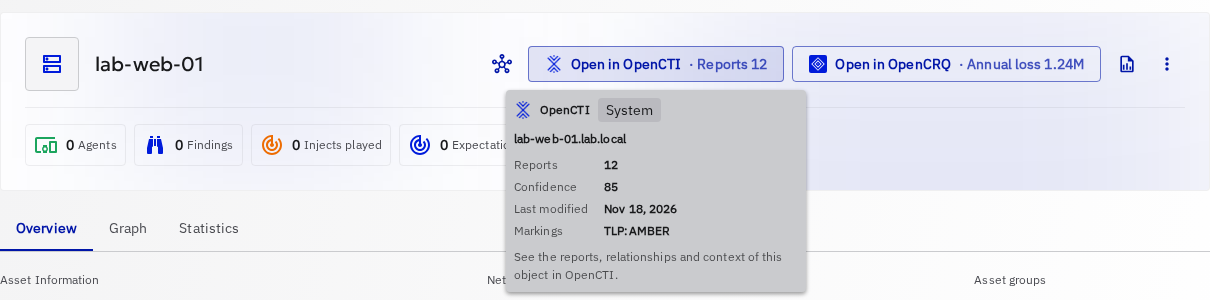 lab-web-01
Open in OpenCTI · Reports 12
Open in OpenCRQ · Annual loss 1.24M
OpenCTI System
lab-web-01.lab.local
Reports 12
Confidence 85
Last modified Nov 18, 2026
Markings TLP:AMBER
See the reports, relationships and context of this
object in OpenCTI.
0 Agents
0 Findings
0 Injects played
0
Overview Graph Statistics
Asset Information
Asset groups